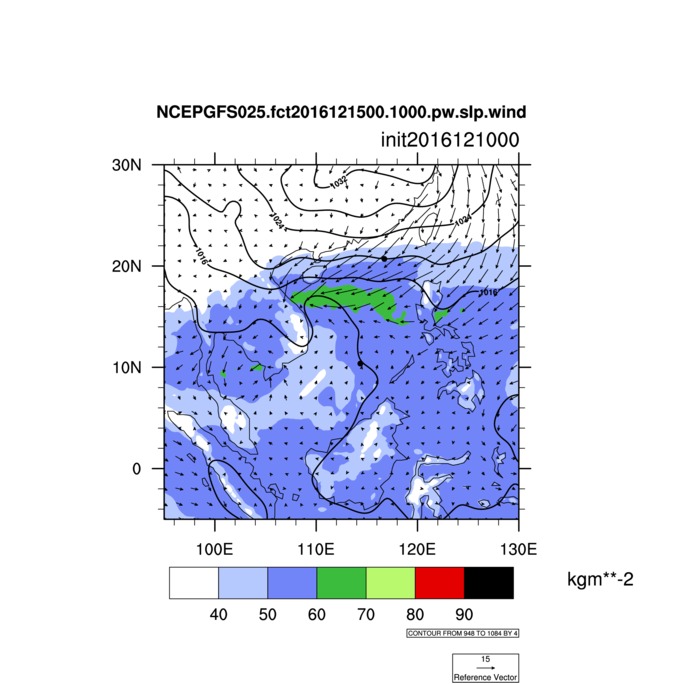 NCEPGFS025.fct2016121500.1000.pw.slp.wind
init2016121000
30N
20N
10N
0
1032
1024
1024
1016
1016
100E 110E 120E 130E
40 50 60 70 80 90
kgm**-2
CONTOUR FROM 948 TO 1084 BY 4
15
Reference Vector